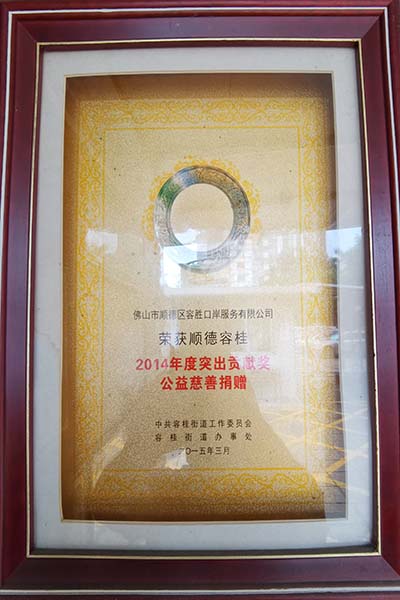 佛山市顺德区容胜口岸服务有限公司
荣获顺德容桂
2014年度突出贡献奖
公益慈善捐赠
中共容桂街道工作委员会
容桂街道办事处
二〇一五年三月